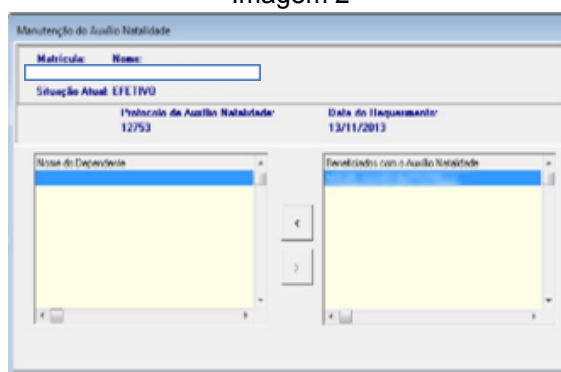 Imagem 2
Manutenção do Auxílio Natalidade
Matrícula: Nome:
Situação Atual: EFETIVO
Protocolo de Auxílio Natalidade: Data do Requerimento:
12753 13/11/2013
Nome do Dependente Beneficiados com o Auxílio Natalidade
<
>